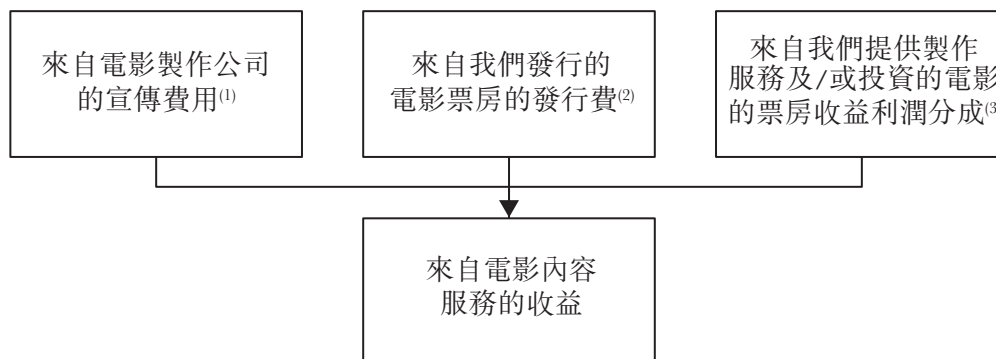 來自電影製作公司
的宣傳費用(1)
來自我們發行的
電影票房的發行費(2)
來自我們提供製作
服務及/或投資的電影
的票房收益利潤分成(3
來自電影內容
服務的收益